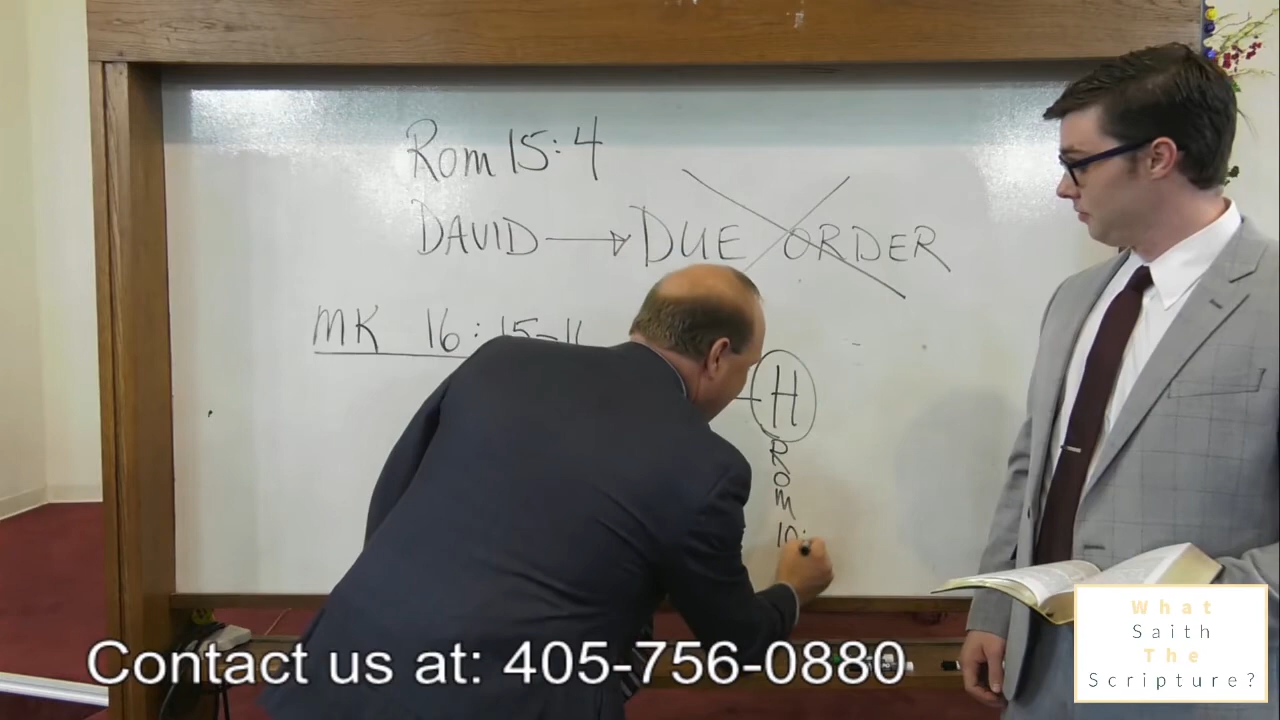 Rom 15:4
DAVID → DUE ORDER
MK 16:15-16
H
Rom
Contact us at: 405-756-0880
What
Saith
The
Scripture?